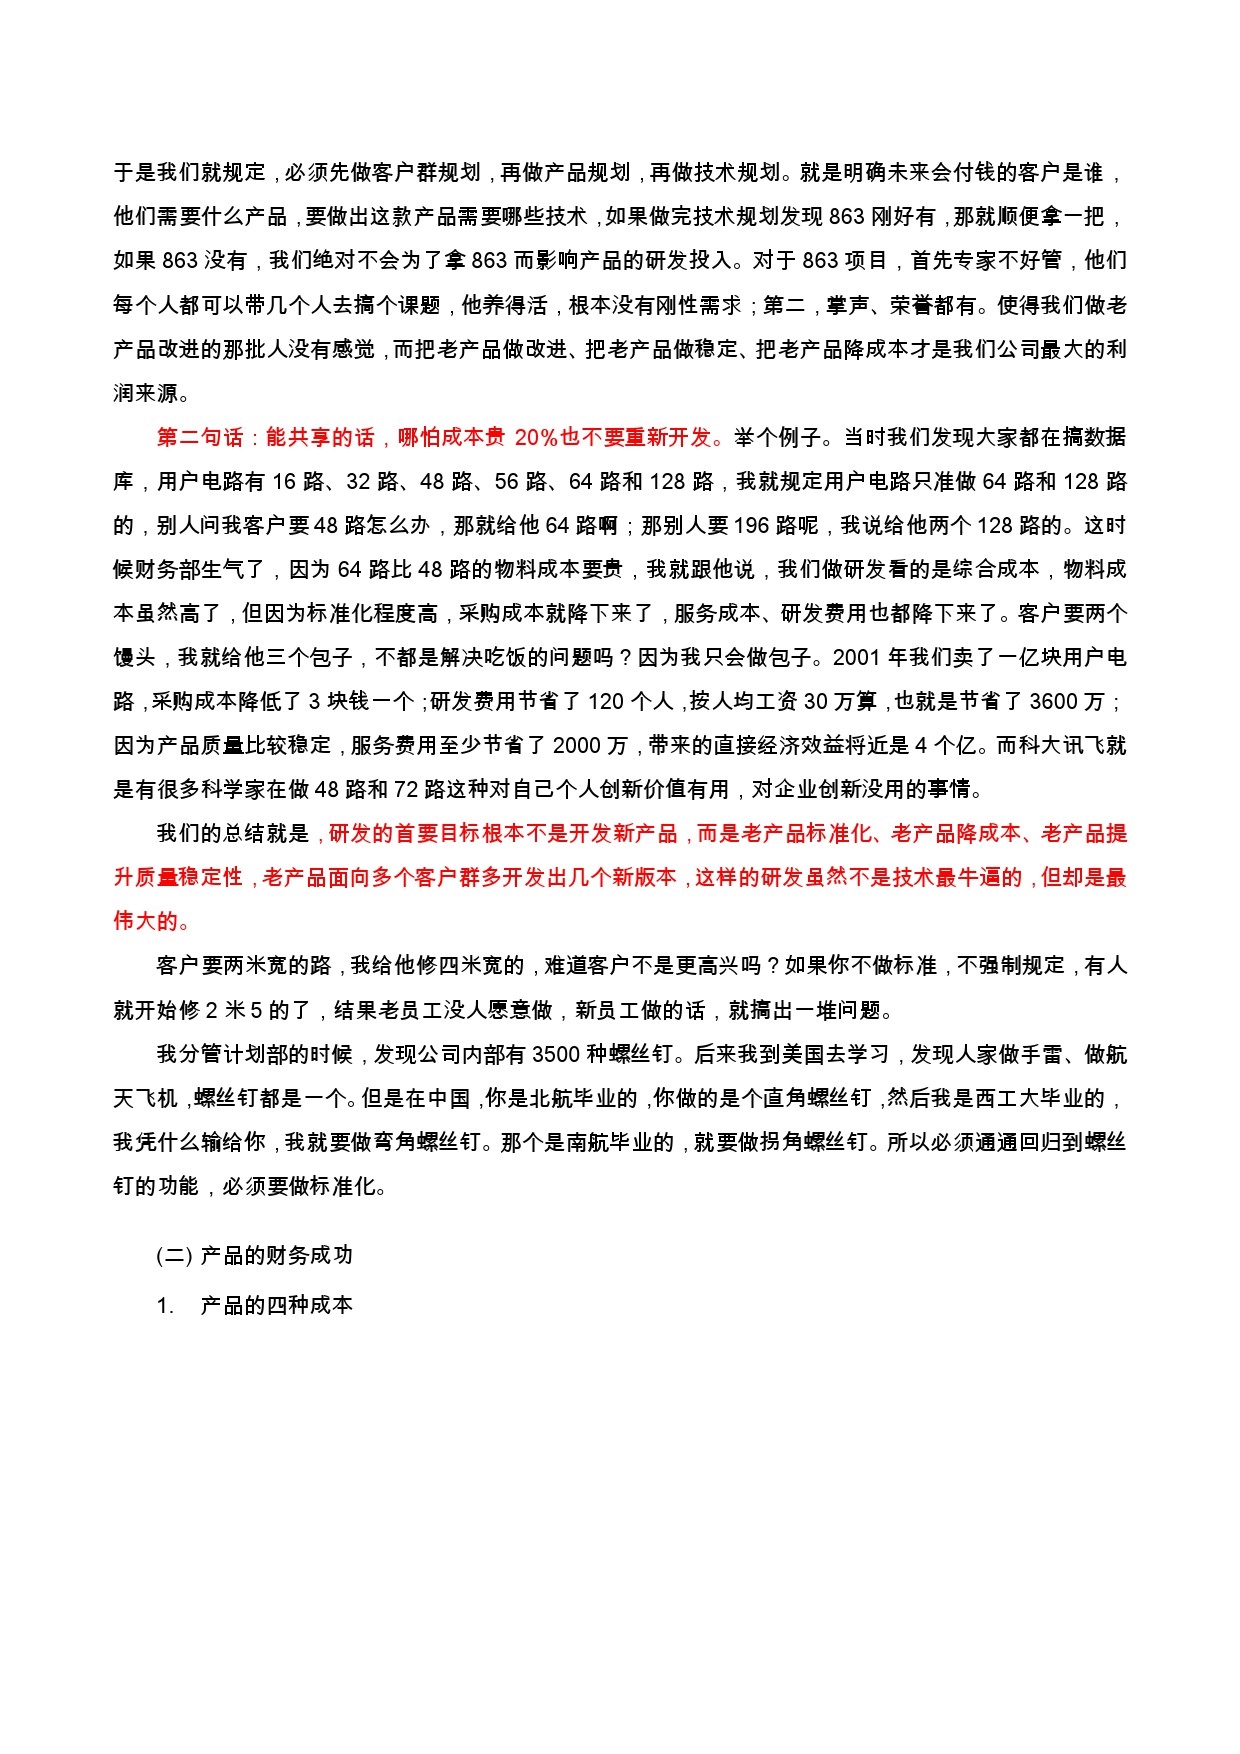 于是我们就规定，必须先做客户群规划，再做产品规划，再做技术规划。就是明确未来会付钱的客户是谁，
他们需要什么产品，要做出这款产品需要哪些技术，如果做完技术规划发现 863 刚好有，那就顺便拿一把，
如果 863 没有，我们绝对不会为了拿 863 而影响产品的研发投入。对于 863 项目，首先专家不好管，他们
每个人都可以带几个人去搞个课题，他养得活，根本没有刚性需求；第二，掌声、荣誉都有。使得我们做老
产品改进的那批人没有感觉，而把老产品做改进、把老产品做稳定、把老产品降成本才是我们公司最大的利
润来源。
第二句话：能共享的话，哪怕成本贵 20%也不要重新开发。举个例子。当时我们发现大家都在搞数据
库，用户电路有 16 路、32 路、48 路、56 路、64 路和 128 路，我就规定用户电路只准做 64 路和 128 路
的，别人问我客户要 48 路怎么办，那就给他 64 路啊；那别人要 196 路呢，我说给他两个 128 路的。这时
候财务部生气了，因为 64 路比 48 路的物料成本要贵，我就跟他说，我们做研发看的是综合成本，物料成
本虽然高了，但因为标准化程度高，采购成本就降下来了，服务成本、研发费用也都降下来了。客户要两个
馒头，我就给他三个包子，不都是解决吃饭的问题吗？因为我只会做包子。2001 年我们卖了一亿块用户电
路，采购成本降低了 3 块钱一个；研发费用节省了 120 个人，按人均工资 30 万算，也就是节省了 3600 万；
因为产品质量比较稳定，服务费用至少节省了 2000 万，带来的直接经济效益将近是 4 个亿。而科大讯飞就
是有很多科学家在做 48 路和 72 路这种对自己个人创新价值有用，对企业创新没用的事情。
我们的总结就是，研发的首要目标根本不是开发新产品，而是老产品标准化、老产品降成本、老产品提
升质量稳定性，老产品面向多个客户群多开发出几个新版本，这样的研发虽然不是技术最牛逼的，但却是最
伟大的。
客户要两米宽的路，我给他修四米宽的，难道客户不是更高兴吗？如果你不做标准，不强制规定，有人
就开始修 2 米 5 的了，结果老员工没人愿意做，新员工做的话，就搞出一堆问题。
我分管计划部的时候，发现公司内部有 3500 种螺丝钉。后来我到美国去学习，发现人家做手雷、做航
天飞机，螺丝钉都是一个。但是在中国，你是北航毕业的，你做的是个直角螺丝钉，然后我是西工大毕业的，
我凭什么输给你，我就要做弯角螺丝钉。那个是南航毕业的，就要做拐角螺丝钉。所以必须通通回归到螺丝
钉的功能，必须要做标准化。
(二) 产品的财务成功
1. 产品的四种成本